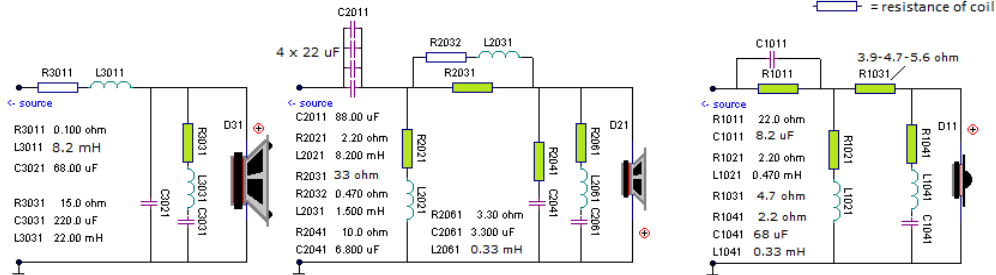 = resistance of coil
R3011 L3011
<- source
R3011 0.100 ohm
L3011 8.2 mH
C3021 68.00 uF
R3031 15.0 ohm
C3031 220.0 uF
L3031 22.00 mH
C3021
R3031
L3031
C3031
D31
C2011
4 x 22 uF
R2032 L2031
R2031
<- source
C2011 88.00 uF
R2021 2.20 ohm
L2021 8.200 mH
R2031 33 ohm
R2032 0.470 ohm
L2031 1.500 mH
R2041 10.0 ohm
C2041 6.800 uF
R2021
L2021
R2061 3.30 ohm
C2061 3.300 uF
L2061 0.33 mH
R2041
C2041
R2061
L2061
C2061
D21
C1011
R1011
3.9-4.7-5.6 ohm
R1031
<- source
R1011 22.0 ohm
C1011 8.2 uF
R1021 2.20 ohm
L1021 0.470 mH
R1031 4.7 ohm
R1041 2.2 ohm
C1041 68 uF
L1041 0.33 mH
R1021
L1021
R1041
L1041
C1041
D11